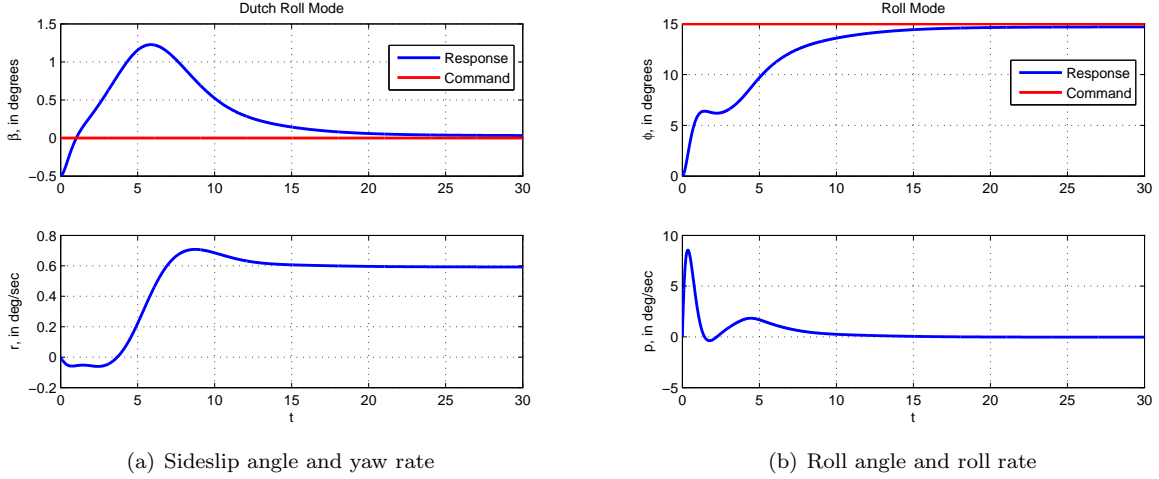 Dutch Roll Mode
1.5
1
0.5
0
−0.5
β, in degrees
Response
Command
0 5 10 15 20 25 30
0.8
0.6
0.4
0.2
0
−0.2
r, in deg/sec
0 5 10 15 20 25 30
t
(a) Sideslip angle and yaw rate
Roll Mode
15
10
5
0
ϕ, in degrees
Response
Command
0 5 10 15 20 25 30
10
5
0
−5
p, in deg/sec
0 5 10 15 20 25 30
t
(b) Roll angle and roll rate